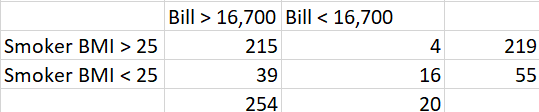 Bill > 16,700 Bill < 16,700
Smoker BMI > 25 215 4 219
Smoker BMI < 25 39 16 55
254 20